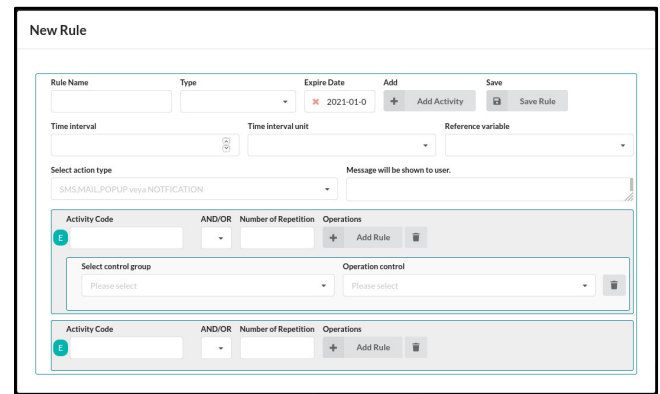 New Rule
Rule Name Type Expire Date Add Save
2021-01-0 Add Activity Save Rule
Time interval Time interval unit Reference variable
Select action type Message will be shown to user.
SMS,MAIL,POPUP veya NOTFICATION
Activity Code AND/OR Number of Repetition Operations
E Add Rule
Select control group Operation control
Please select Please select
Activity Code AND/OR Number of Repetition Operations
E Add Rule